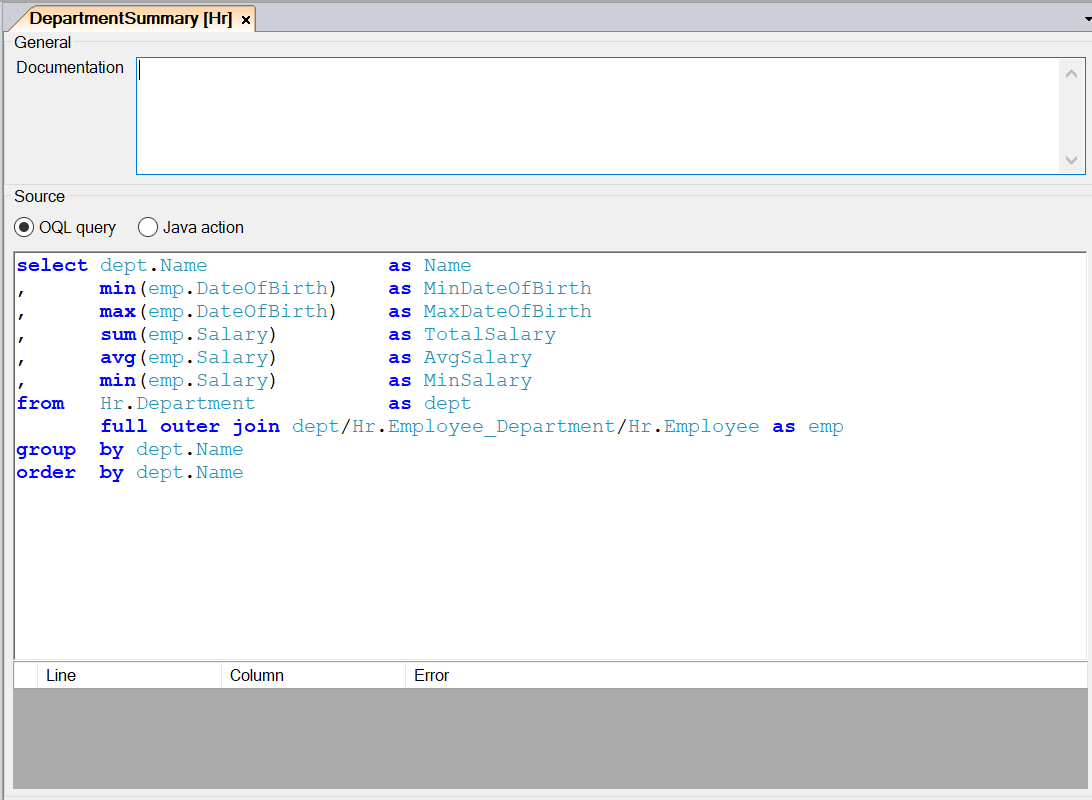 DepartmentSummary [Hr] ×
General
Documentation
Source
OQL query Java action
select dept.Name as Name
, min(emp.DateOfBirth) as MinDateOfBirth
, max(emp.DateOfBirth) as MaxDateOfBirth
, sum(emp.Salary) as TotalSalary
, avg(emp.Salary) as AvgSalary
, min(emp.Salary) as MinSalary
from Hr.Department as dept
full outer join dept/Hr.Employee_Department/Hr.Employee as emp
group by dept.Name
order by dept.Name
Line Column Error